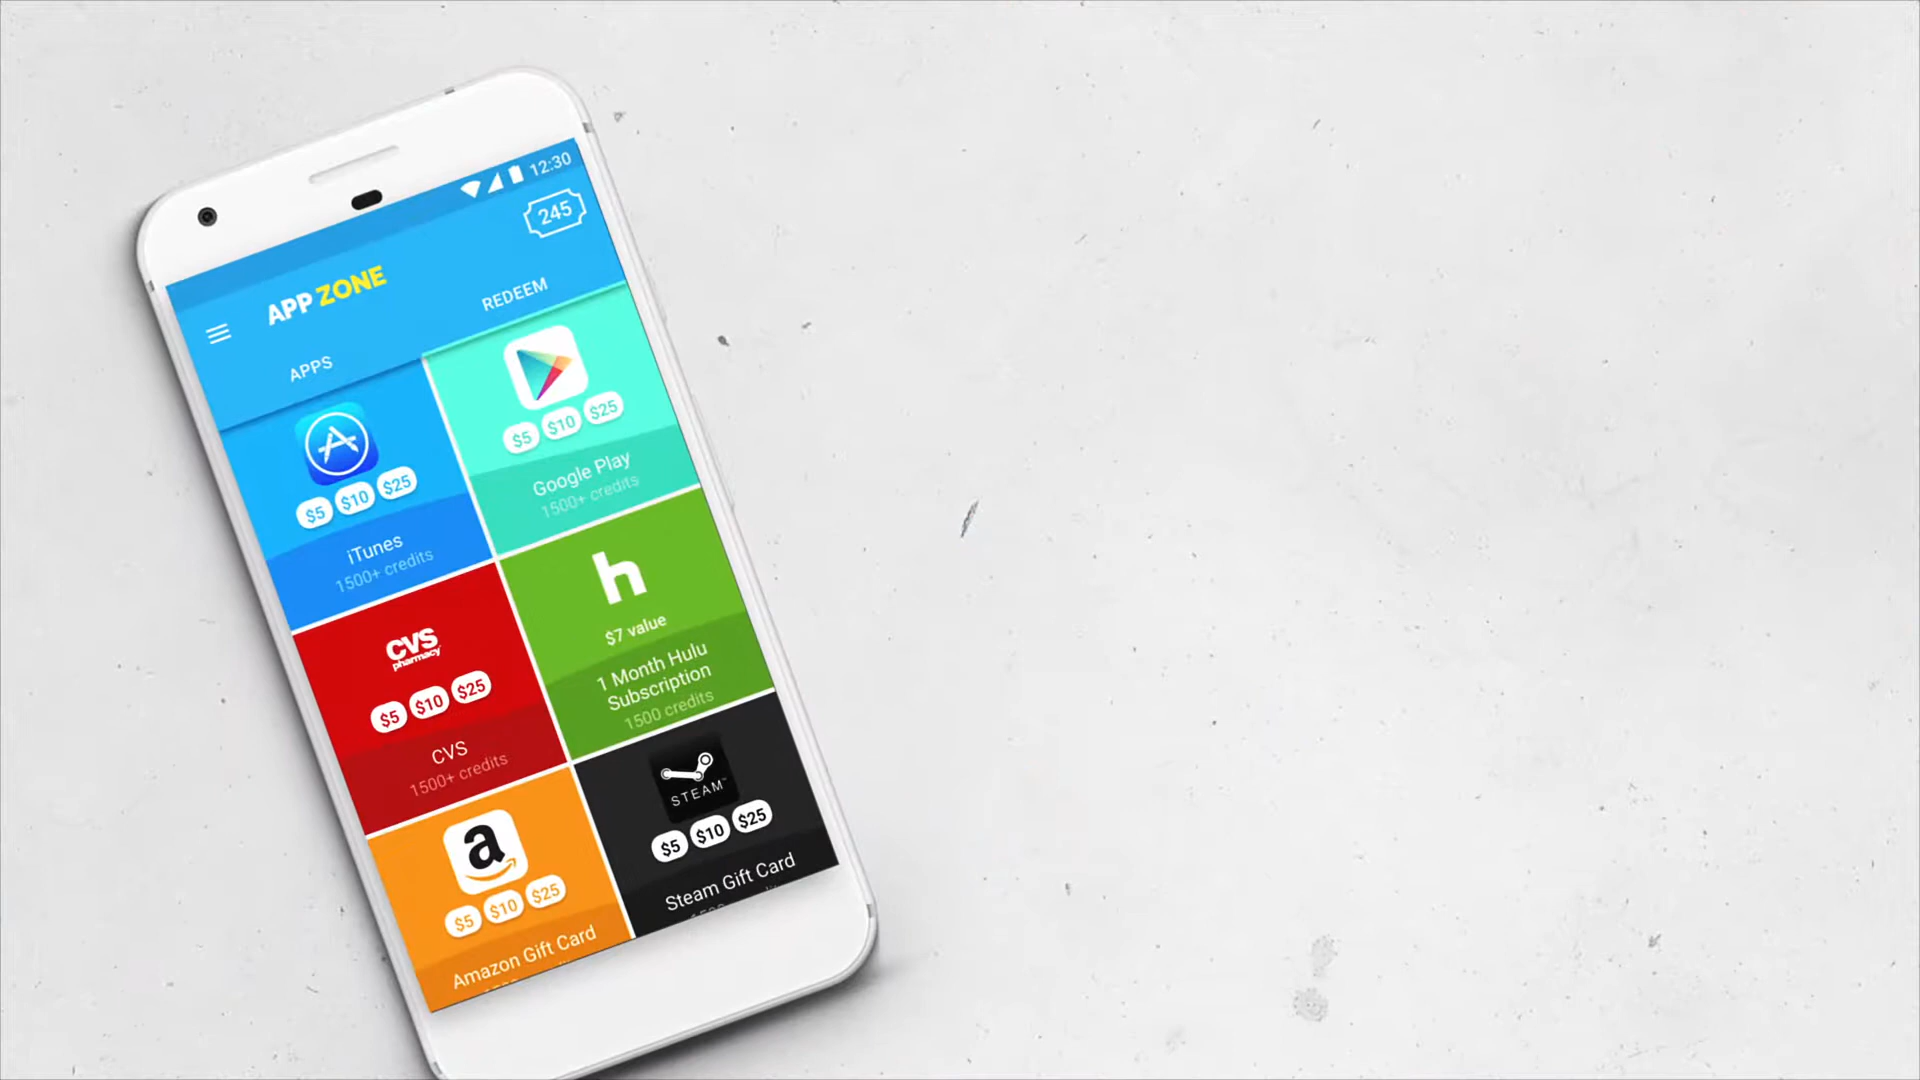 12:30
245
APP ZONE
APPS
REDEEM
$5 $10 $25
iTunes
1500+ credits
$5 $10 $25
Google Play
1500+ credits
CVS
pharmacy
$5 $10 $25
CVS
1500+ credits
h
$7 value
1 Month Hulu
Subscription
1500 credits
a
$5 $10 $25
Amazon Gift Card
STEAM™
$5 $10 $25
Steam Gift Card